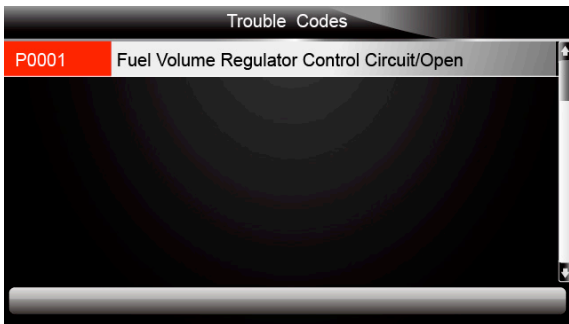 Trouble Codes
P0001 Fuel Volume Regulator Control Circuit/Open